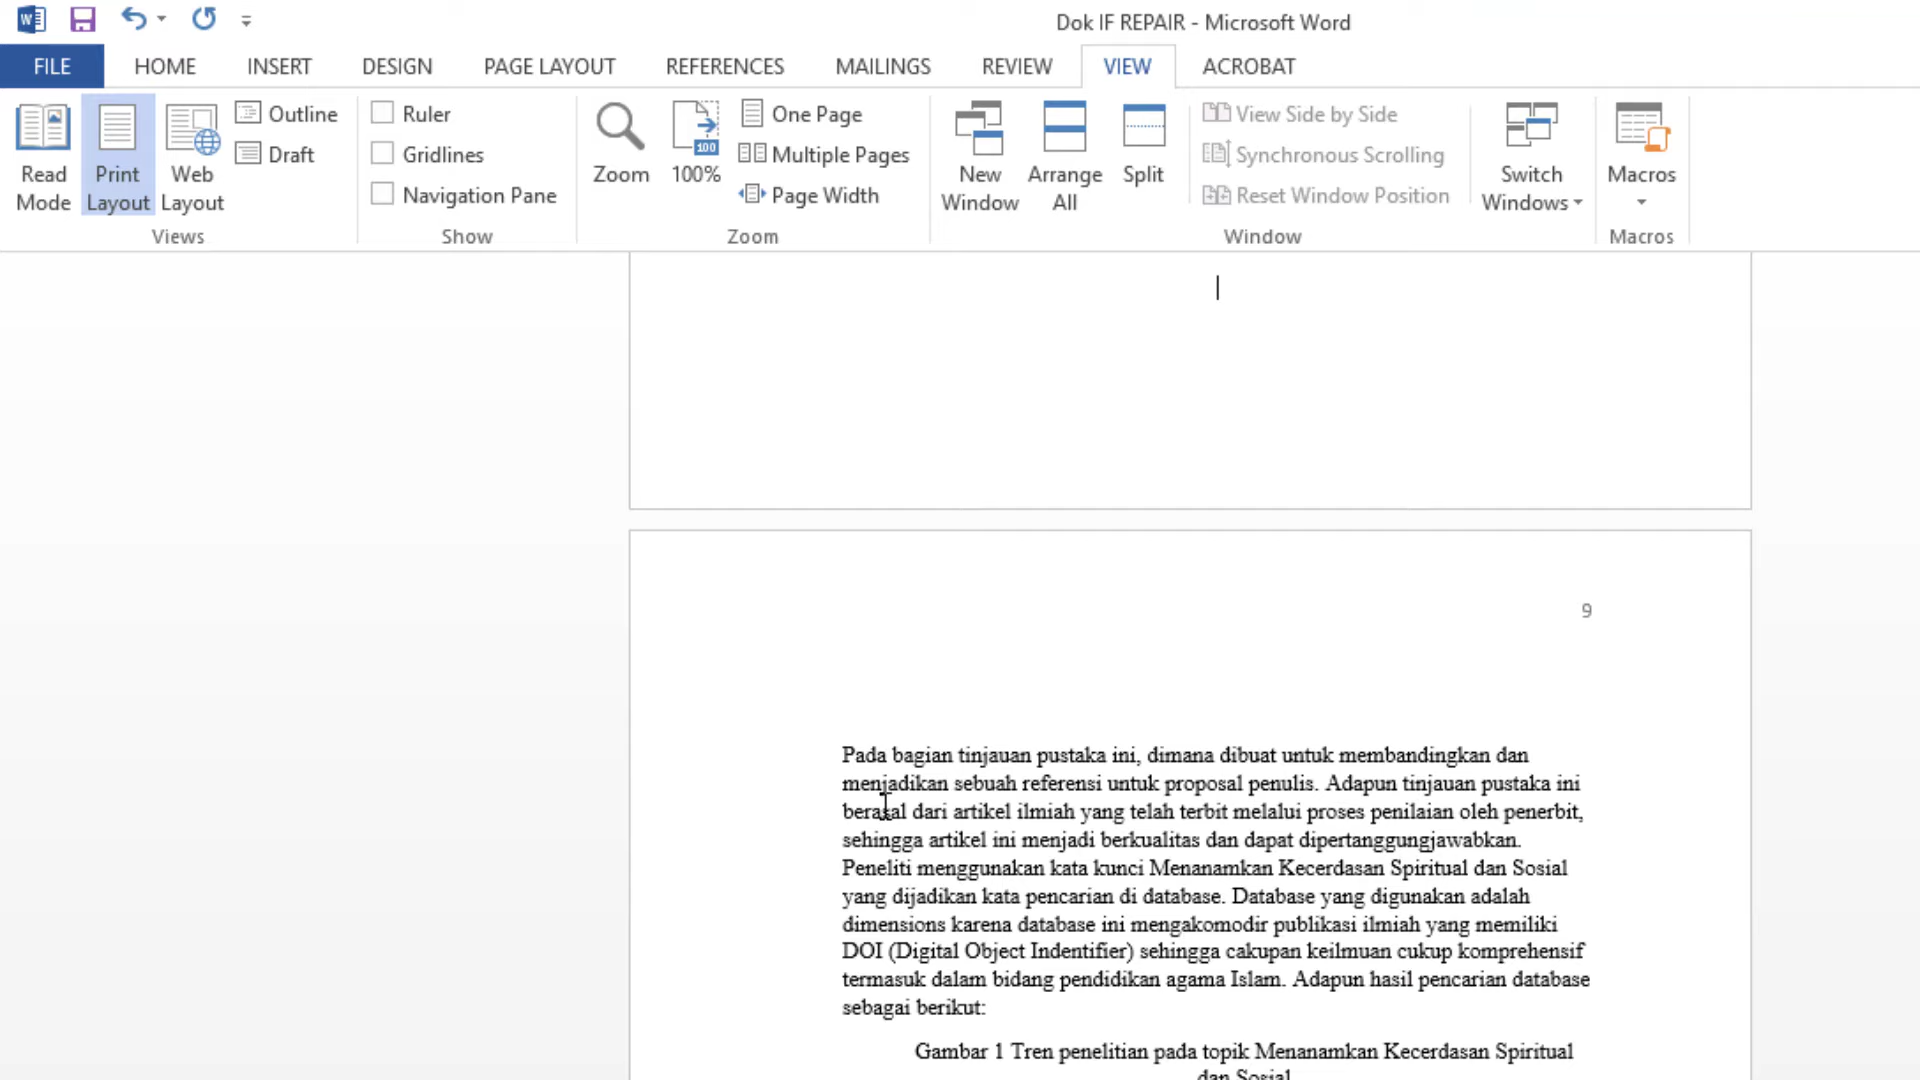 Dok IF REPAIR - Microsoft Word
FILE HOME INSERT DESIGN PAGE LAYOUT REFERENCES MAILINGS REVIEW VIEW ACROBAT
Read Mode
Print Layout
Web Layout
Outline
Draft
Views
Ruler
Gridlines
Navigation Pane
Show
Zoom
100
100%
One Page
Multiple Pages
Page Width
Zoom
New Window
Arrange All
Split
View Side by Side
Synchronous Scrolling
Reset Window Position
Window
Switch Windows
Macros
Macros
9
Pada bagian tinjauan pustaka ini, dimana dibuat untuk membandingkan dan
menjadikan sebuah referensi untuk proposal penulis. Adapun tinjauan pustaka ini
berasal dari artikel ilmiah yang telah terbit melalui proses penilaian oleh penerbit,
sehingga artikel ini menjadi berkualitas dan dapat dipertanggungjawabkan.
Peneliti menggunakan kata kunci Menanamkan Kecerdasan Spiritual dan Sosial
yang dijadikan kata pencarian di database. Database yang digunakan adalah
dimensions karena database ini mengakomodir publikasi ilmiah yang memiliki
DOI (Digital Object Indentifier) sehingga cakupan keilmuan cukup komprehensif
termasuk dalam bidang pendidikan agama Islam. Adapun hasil pencarian database
sebagai berikut:
Gambar 1 Tren penelitian pada topik Menanamkan Kecerdasan Spiritual
dan Sosial